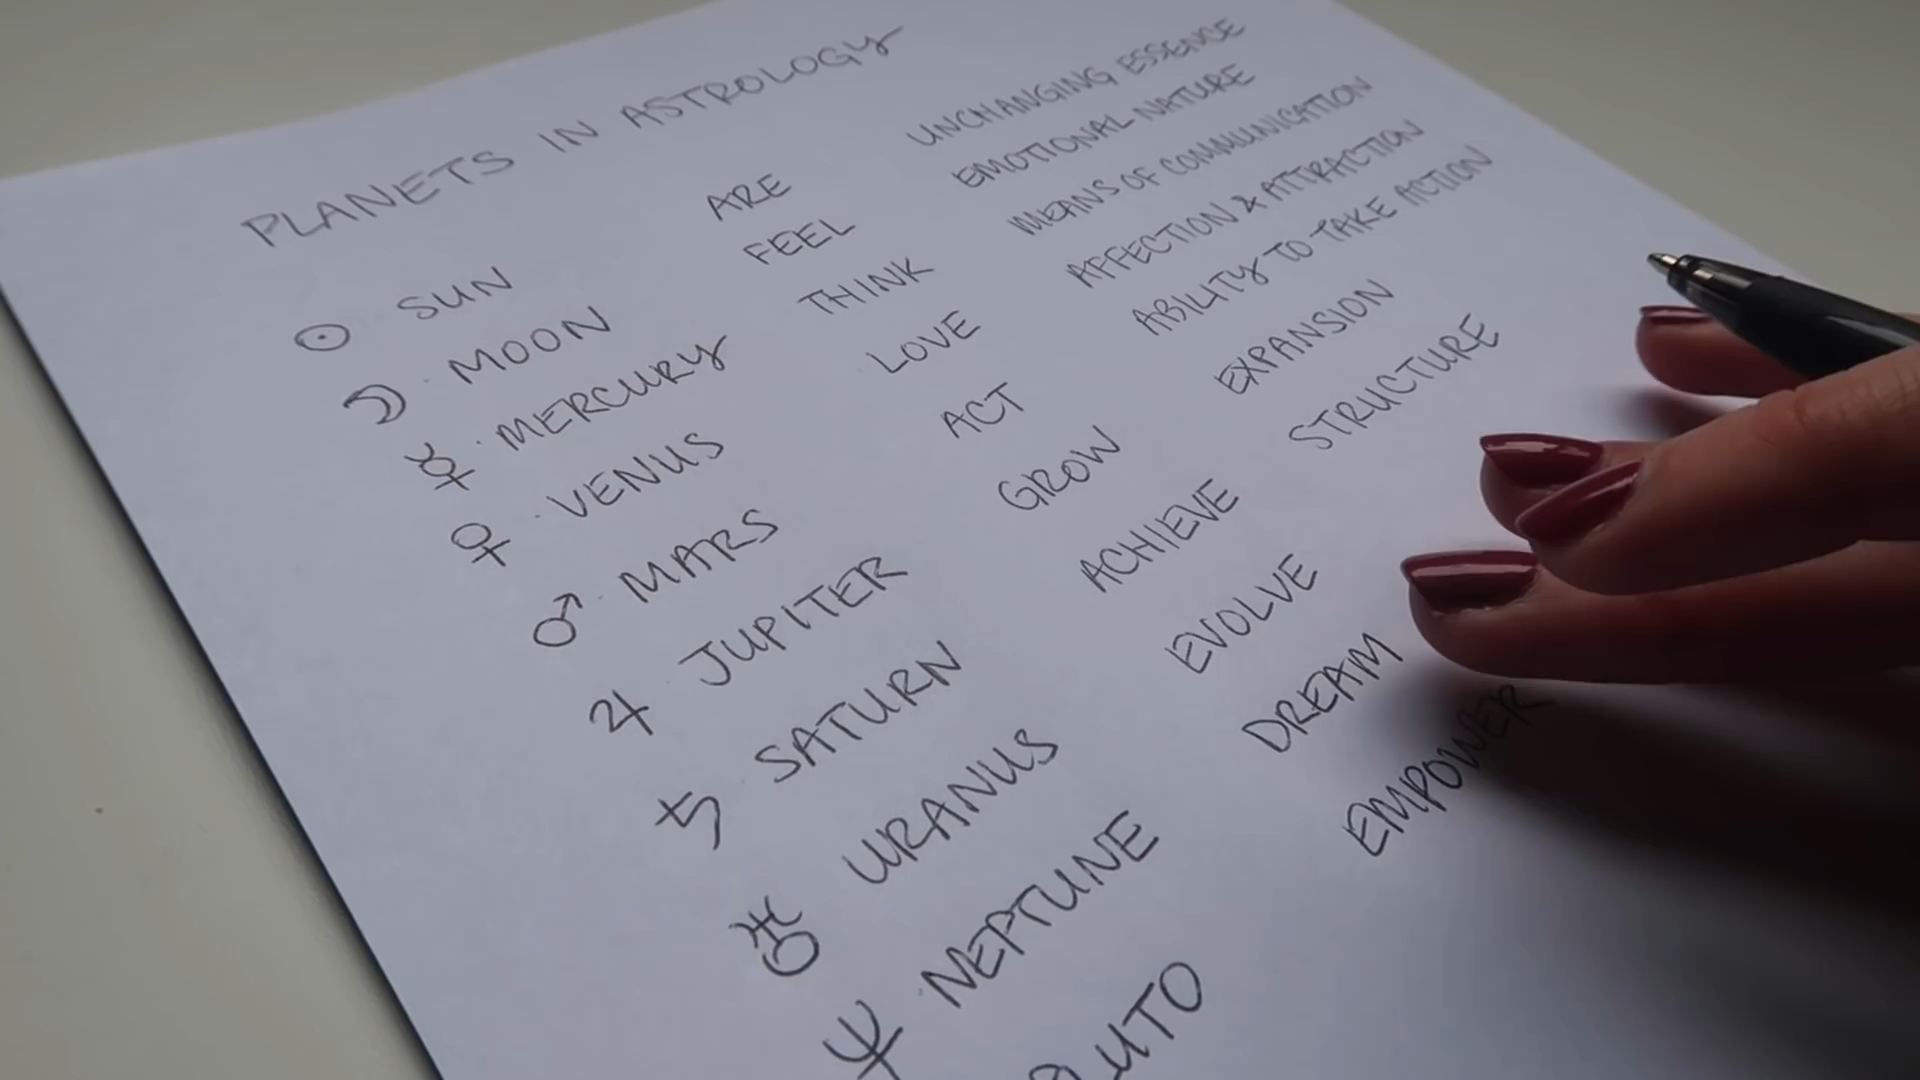 PLANETS IN ASTROLOGY
☉ SUN ARE UNCHANGING ESSENCE
☽ MOON FEEL EMOTIONAL NATURE
☿ MERCURY THINK MEANS OF COMMUNICATION
♀ VENUS LOVE AFFECTION & ATTRACTION
♂ MARS ACT ABILITY TO TAKE ACTION
♃ JUPITER GROW EXPANSION
♄ SATURN ACHIEVE STRUCTURE
⛢ URANUS EVOLVE
♆ NEPTUNE DREAM
PLUTO EMPOWER